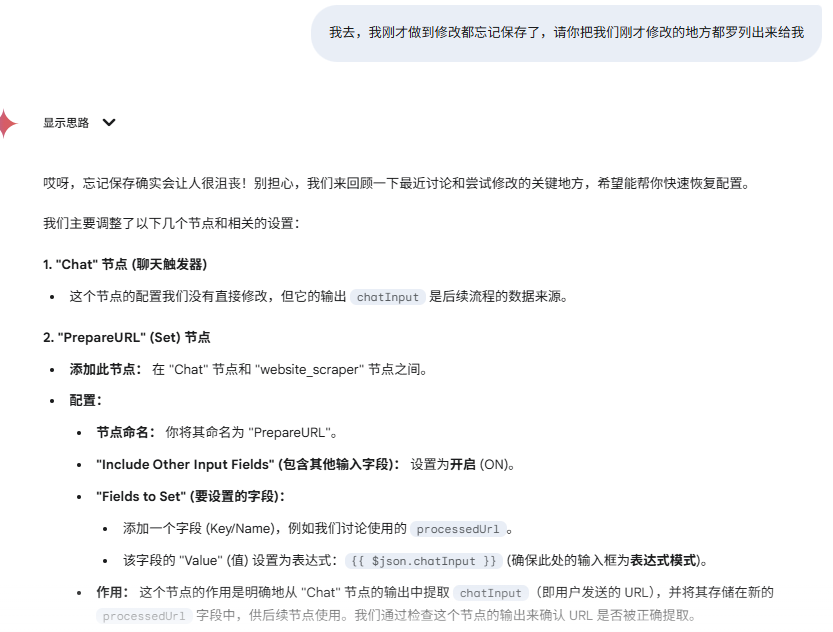 我去，我刚才做到修改都忘记保存了，请你把我们刚才修改的地方都罗列出来给我
显示思路
哎呀，忘记保存确实会让人很沮丧！别担心，我们来回顾一下最近讨论和尝试修改的关键地方，希望能帮你快速恢复配置。
我们主要调整了以下几个节点和相关的设置：
1. "Chat" 节点 (聊天触发器)
• 这个节点的配置我们没有直接修改，但它的输出 chatInput 是后续流程的数据来源。
2. "PrepareURL" (Set) 节点
• 添加此节点： 在 "Chat" 节点和 "website_scraper" 节点之间。
• 配置：
• 节点命名： 你将其命名为 "PrepareURL"。
• "Include Other Input Fields" (包含其他输入字段)： 设置为开启 (ON)。
• "Fields to Set" (要设置的字段)：
• 添加一个字段 (Key/Name)，例如我们讨论使用的 processedUrl 。
• 该字段的 "Value" (值) 设置为表达式： {{ $json.chatInput }} (确保此处的输入框为表达式模式)。
• 作用： 这个节点的作用是明确地从 "Chat" 节点的输出中提取 chatInput （即用户发送的 URL），并将其存储在新的
processedUrl 字段中，供后续节点使用。我们通过检查这个节点的输出来确认 URL 是否被正确提取。